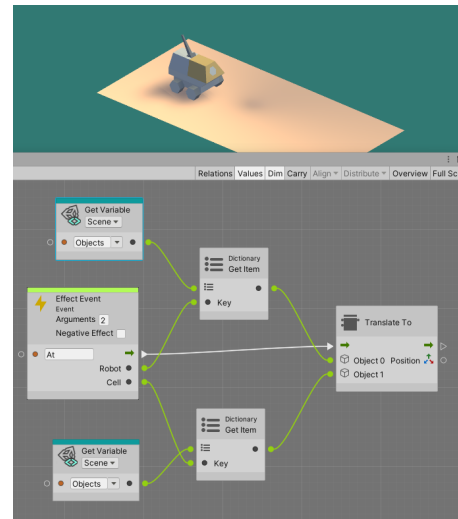 Relations Values Dim Carry Align Distribute Overview Full Sc
Get Variable
Scene
Objects
Dictionary
Get Item
Key
Effect Event
Event
Arguments 2
Negative Effect
At
Robot
Cell
Translate To
Object 0 Position
Object 1
Dictionary
Get Item
Key
Get Variable
Scene
Objects